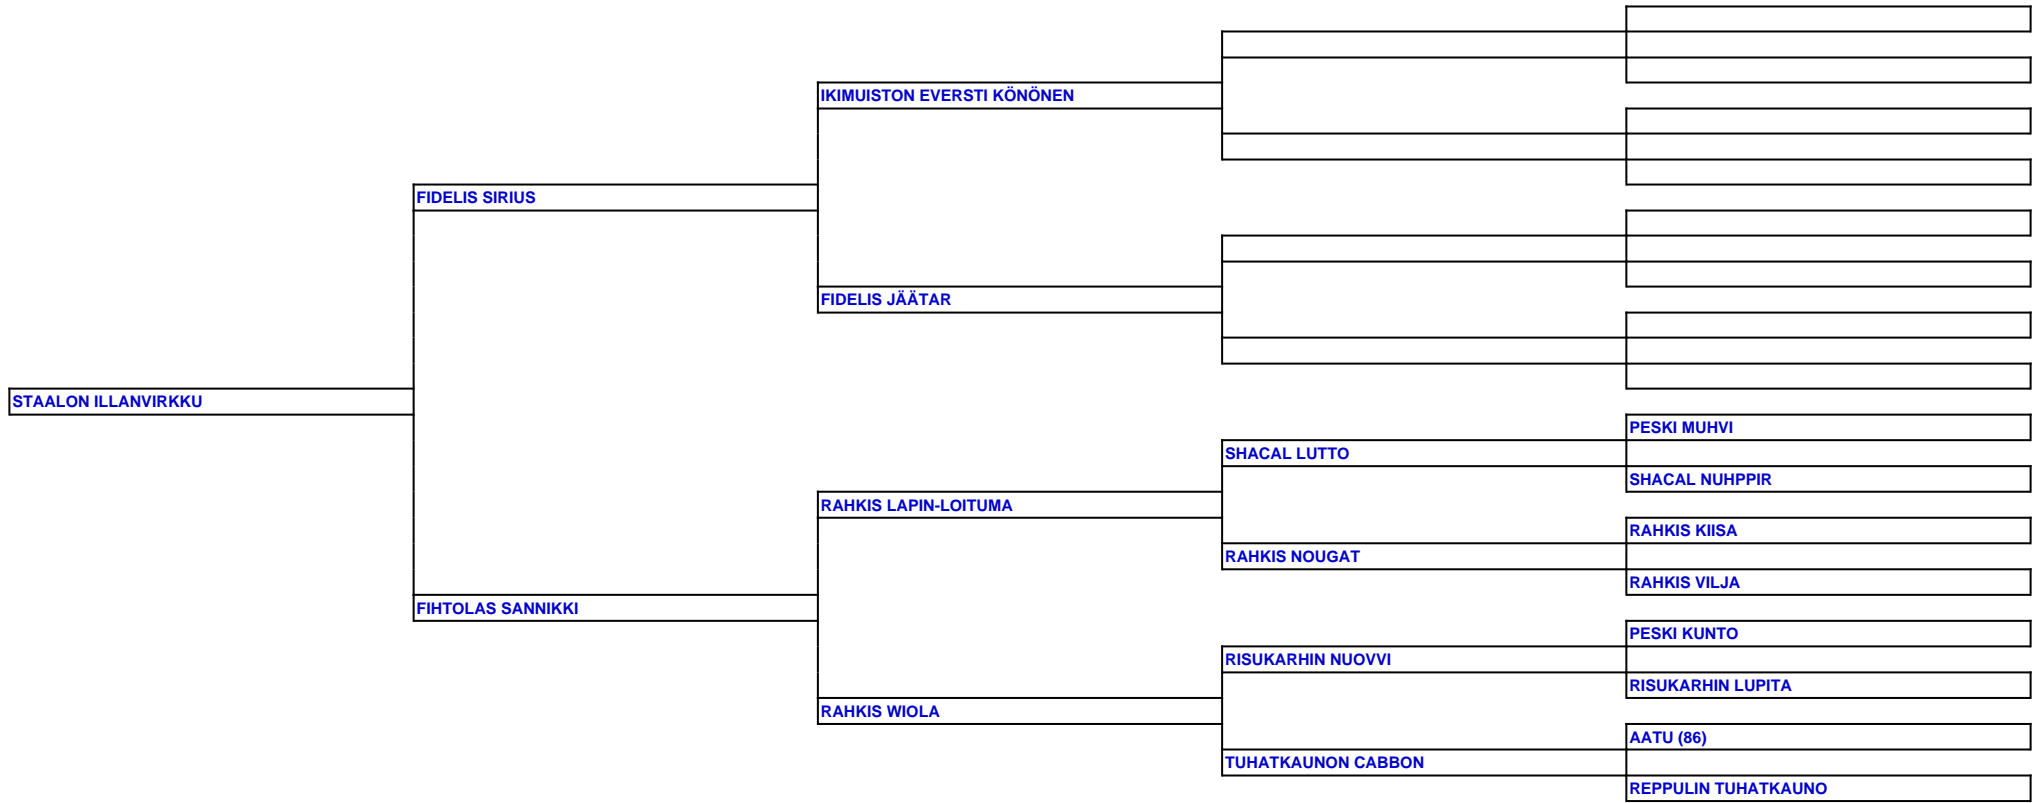 IKIMUISTON EVERSTI KÖNÖNEN
FIDELIS SIRIUS
FIDELIS JÄÄTAR
STAALON ILLANVIRKKU
PESKI MUHVI
SHACAL LUTTO
SHACAL NUHPPIR
RAHKIS LAPIN-LOITUMA
RAHKIS KIISA
RAHKIS NOUGAT
RAHKIS VILJA
FIHTOLAS SANNIKKI
PESKI KUNTO
RISUKARHIN NUOVVI
RISUKARHIN LUPITA
RAHKIS WIOLA
AATU (86)
TUHATKAUNON CABBON
REPPULIN TUHATKAUNO